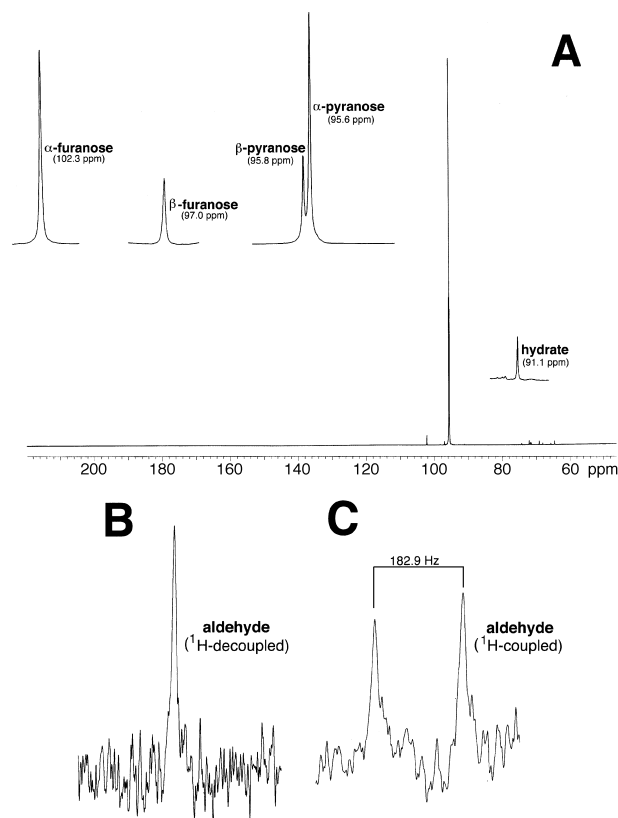 A
α-furanose
(102.3 ppm)
β-furanose
(97.0 ppm)
β-pyranose
(95.8 ppm)
α-pyranose
(95.6 ppm)
hydrate
(91.1 ppm)
200 180 160 140 120 100 80 60 ppm
B
C
aldehyde
(¹H-decoupled)
182.9 Hz
aldehyde
(¹H-coupled)